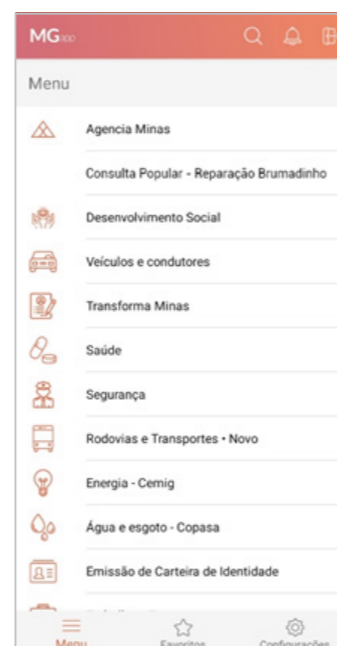 MG
Menu
Agencia Minas
Consulta Popular - Reparação Brumadinho
Desenvolvimento Social
Veículos e condutores
Transforma Minas
Saúde
Segurança
Rodovias e Transportes • Novo
Energia - Cemig
Água e esgoto - Copasa
Emissão de Carteira de Identidade
Menu
Favoritos
Configurações